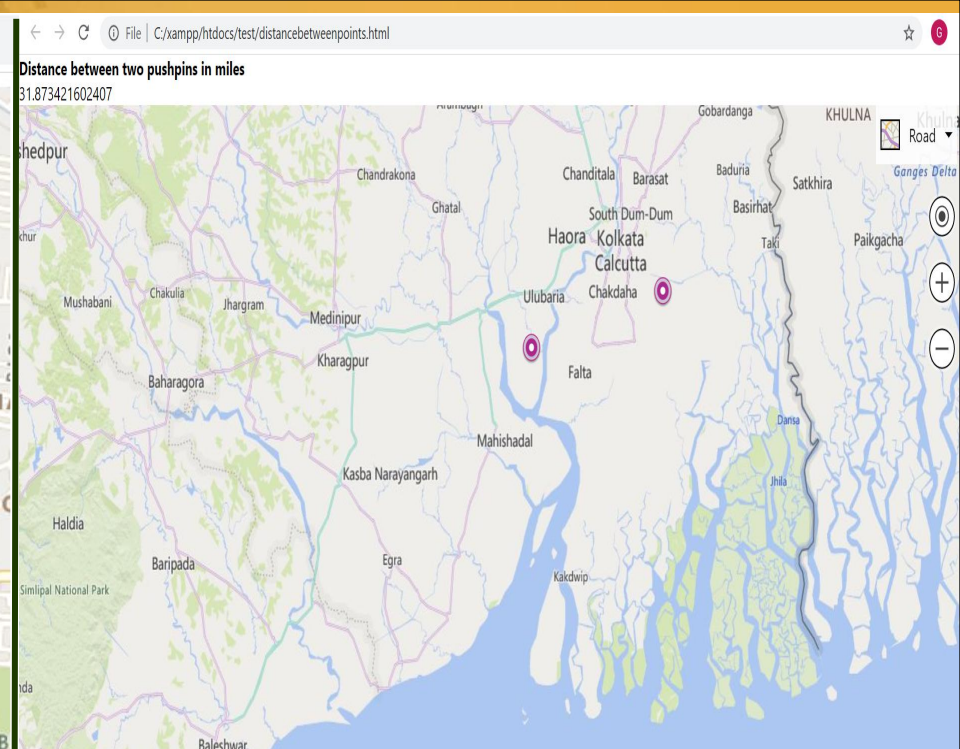 File | C:/xampp/htdocs/test/distancebetweenpoints.html
G
Distance between two pushpins in miles
31.873421602407
Gobardanga
KHULNA
Khulna
Road
shedpur
Chandrakona
Chanditala
Barasat
Baduria
Satkhira
Ganges Delta
Ghatal
South Dum-Dum
Basirhat
khur
Haora
Kolkata
Calcutta
Taki
Paikgacha
Mushabani
Chakulia
Jhargram
Ulubaria
Chakdaha
Medinipur
Kharagpur
Falta
Baharagora
Dansa
Mahishadal
Kasba Narayangarh
Jhila
Haldia
Baripada
Egra
Kakdwip
Simlipal National Park
nda
Baleshwar